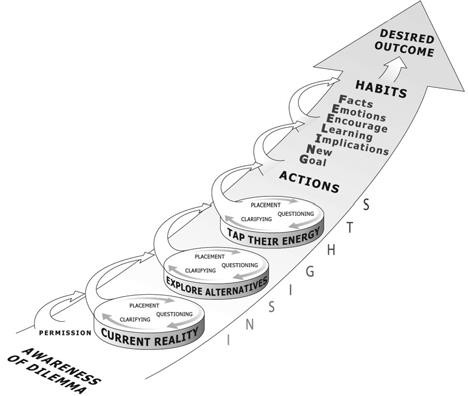 DESIRED
OUTCOME
HABITS
Facts
Emotions
Encourage
Learning
Implications
New
Goal
ACTIONS
PLACEMENT
QUESTIONING
CLARIFYING
TAP THEIR ENERGY
PLACEMENT
QUESTIONING
CLARIFYING
EXPLORE ALTERNATIVES
PLACEMENT
QUESTIONING
CLARIFYING
CURRENT REALITY
INSIGHTS
PERMISSION
AWARENESS
OF DILEMMA